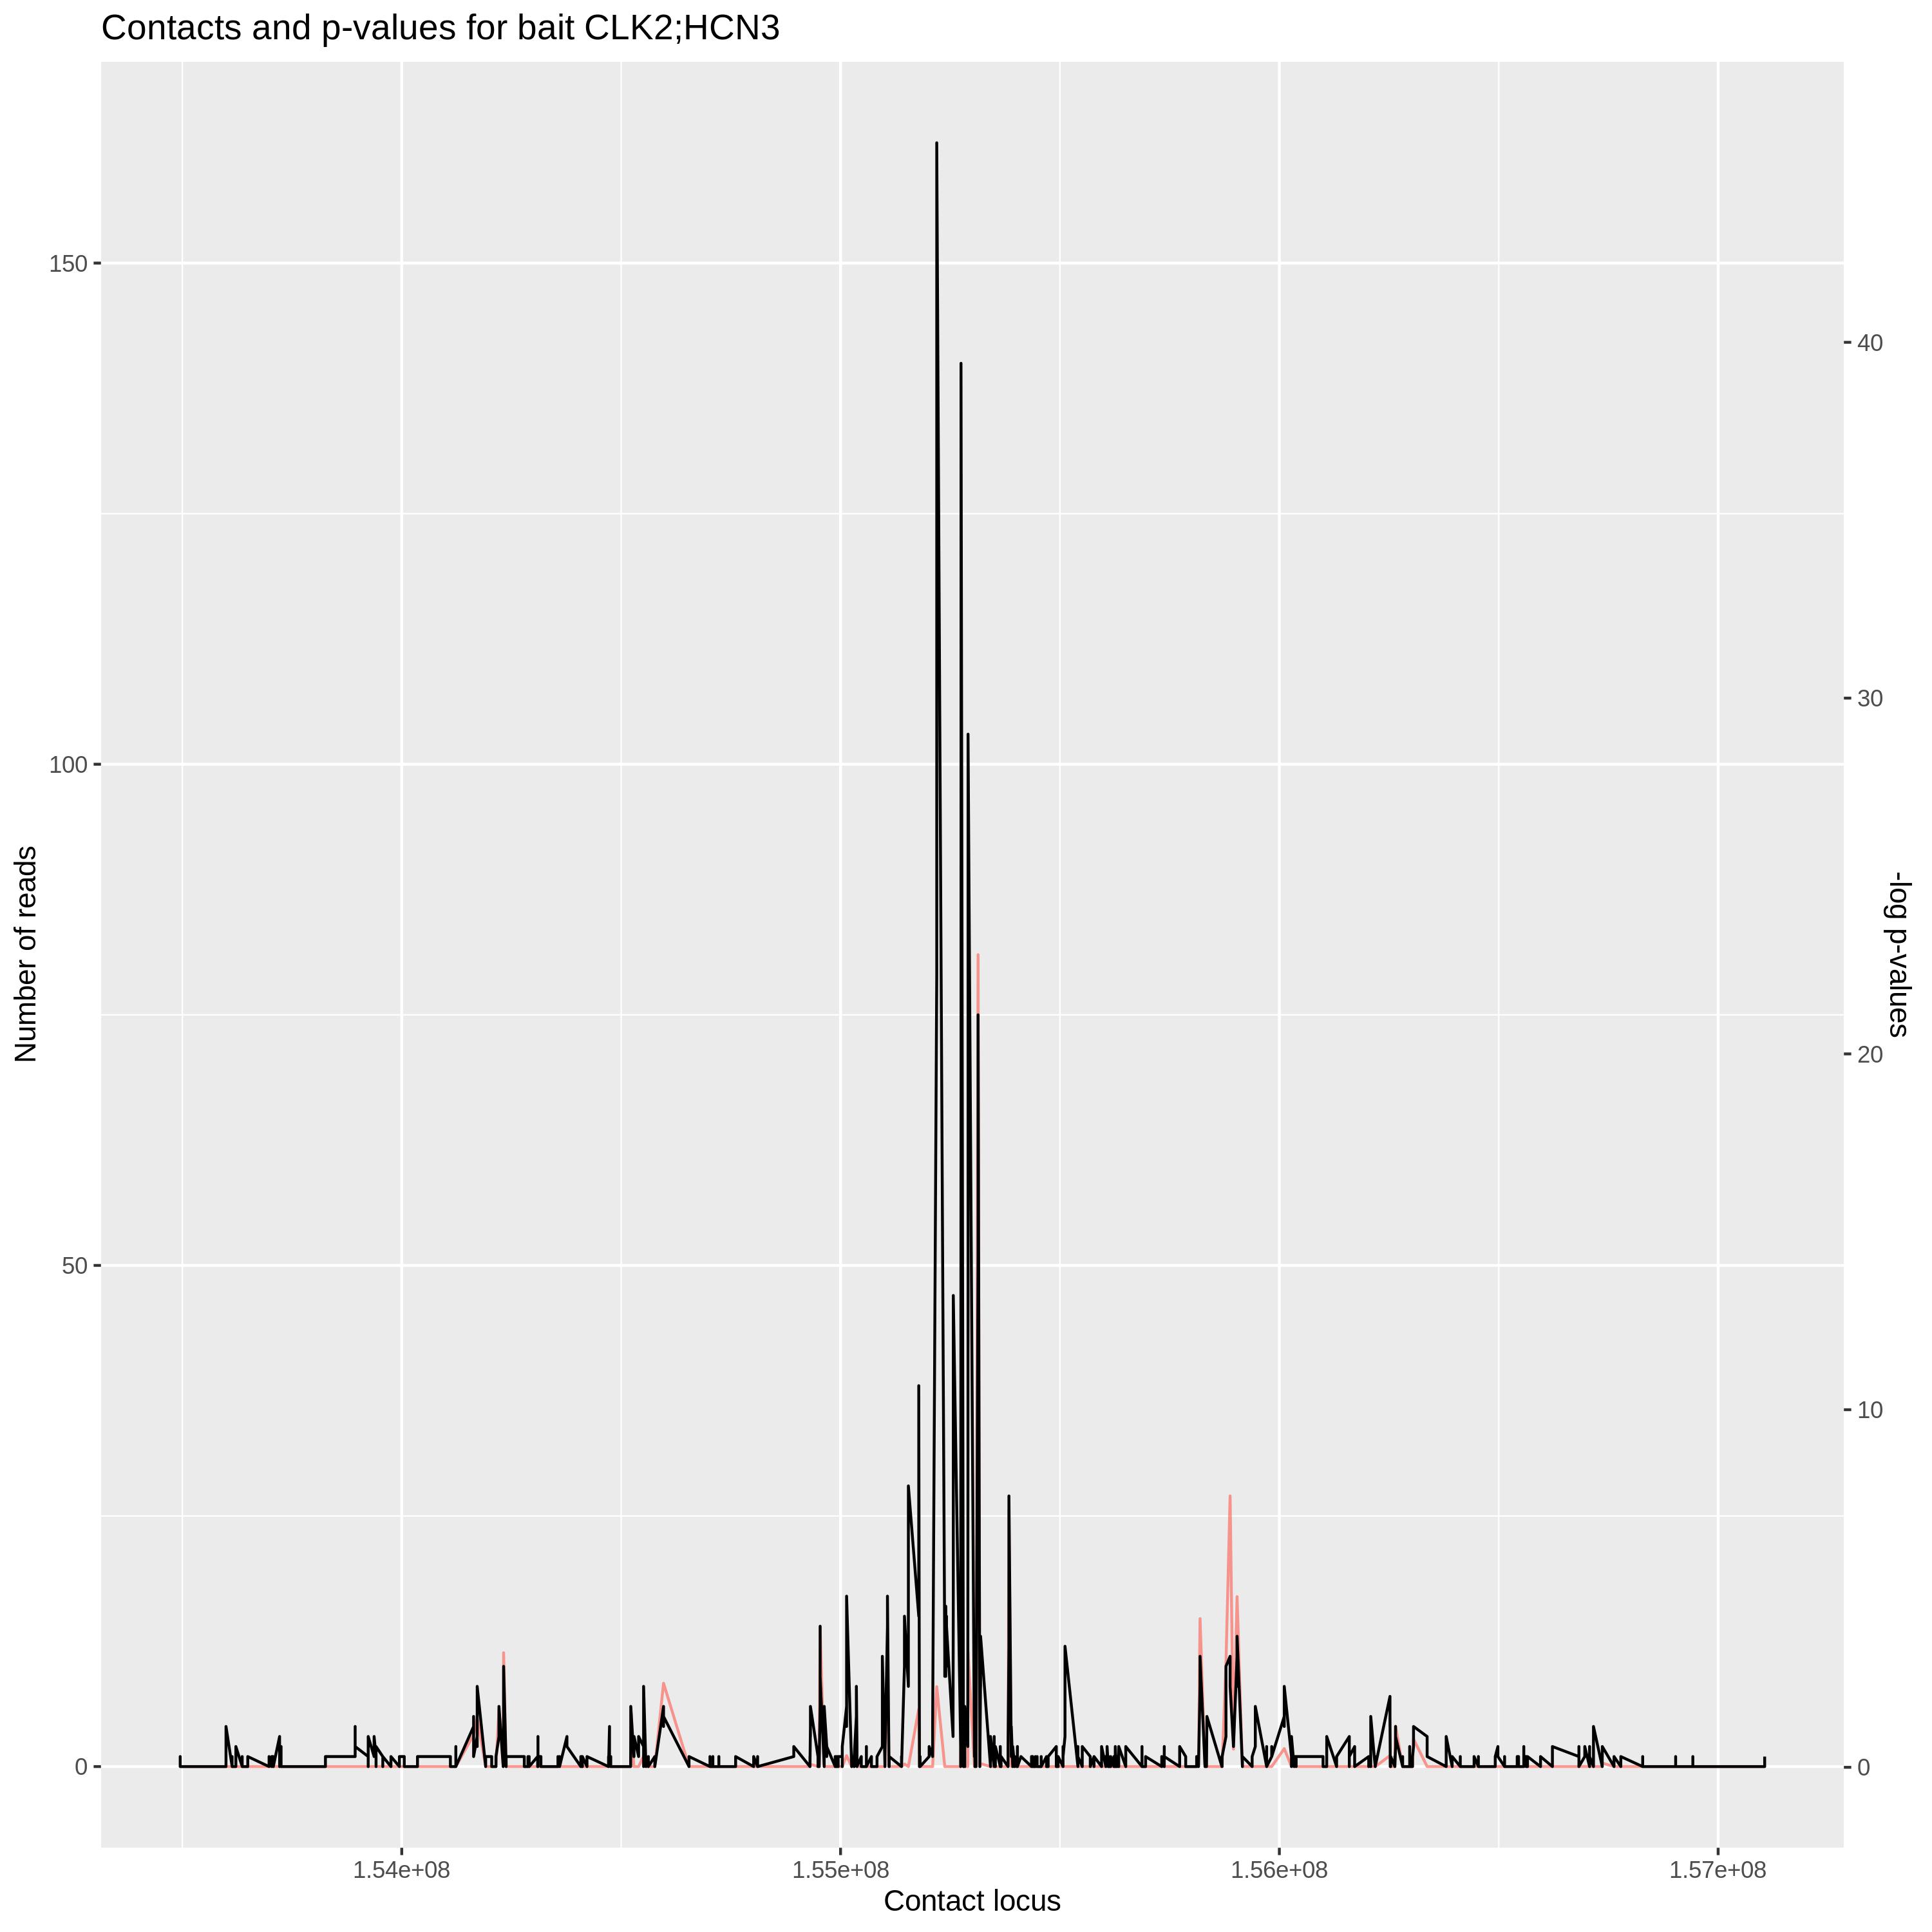 Contacts and p-values for bait CLK2;HCN3
150
100
50
0
Number of reads
40
30
20
10
0
-log p-values
1.54e+08
1.55e+08
1.56e+08
1.57e+08
Contact locus